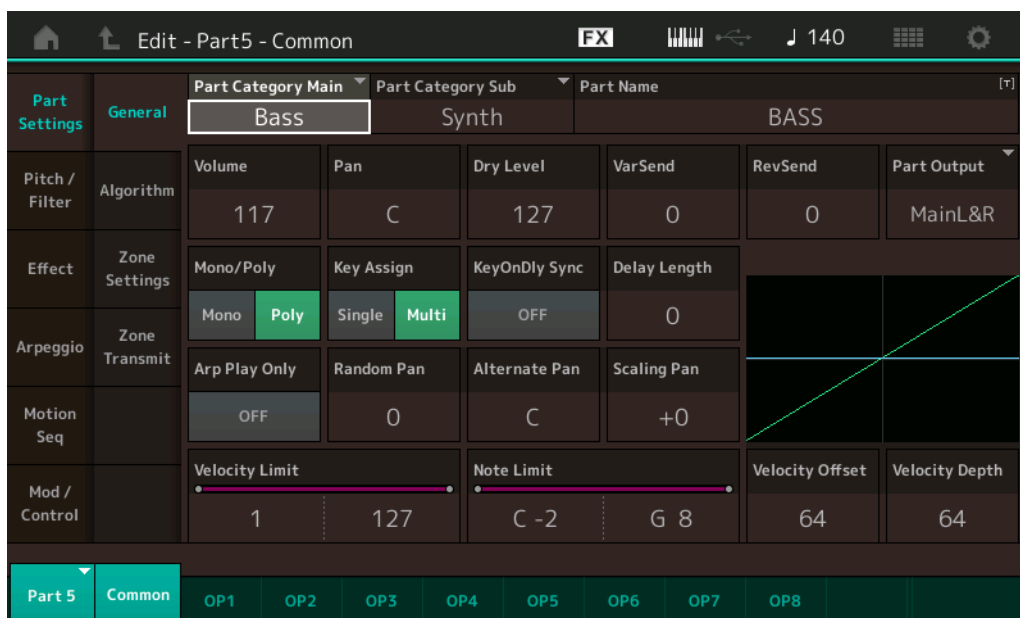 Edit - Part5 - Common
FX
♩ 140
Part
Settings
General
Part Category Main
Bass
Part Category Sub
Synth
Part Name
[T]
BASS
Pitch /
Filter
Algorithm
Volume
117
Pan
C
Dry Level
127
VarSend
0
RevSend
0
Part Output
MainL&R
Effect
Zone
Settings
Mono/Poly
Mono Poly
Key Assign
Single Multi
KeyOnDly Sync
OFF
Delay Length
0
Arpeggio
Zone
Transmit
Arp Play Only
OFF
Random Pan
0
Alternate Pan
C
Scaling Pan
+0
Motion
Seq
Mod /
Control
Velocity Limit
1 127
Note Limit
C -2 G 8
Velocity Offset
64
Velocity Depth
64
Part 5
Common
OP1 OP2 OP3 OP4 OP5 OP6 OP7 OP8